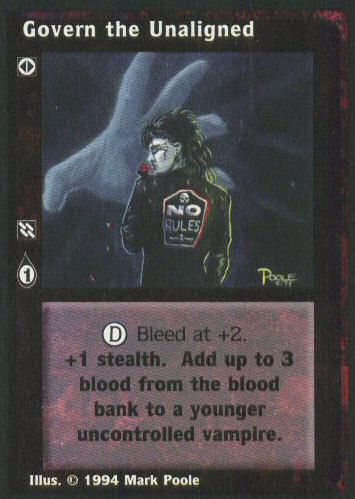 Govern the Unaligned
NO
RULES
POOLE
1
D Bleed at +2.
+1 stealth. Add up to 3
blood from the blood
bank to a younger
uncontrolled vampire.
Illus. © 1994 Mark Poole